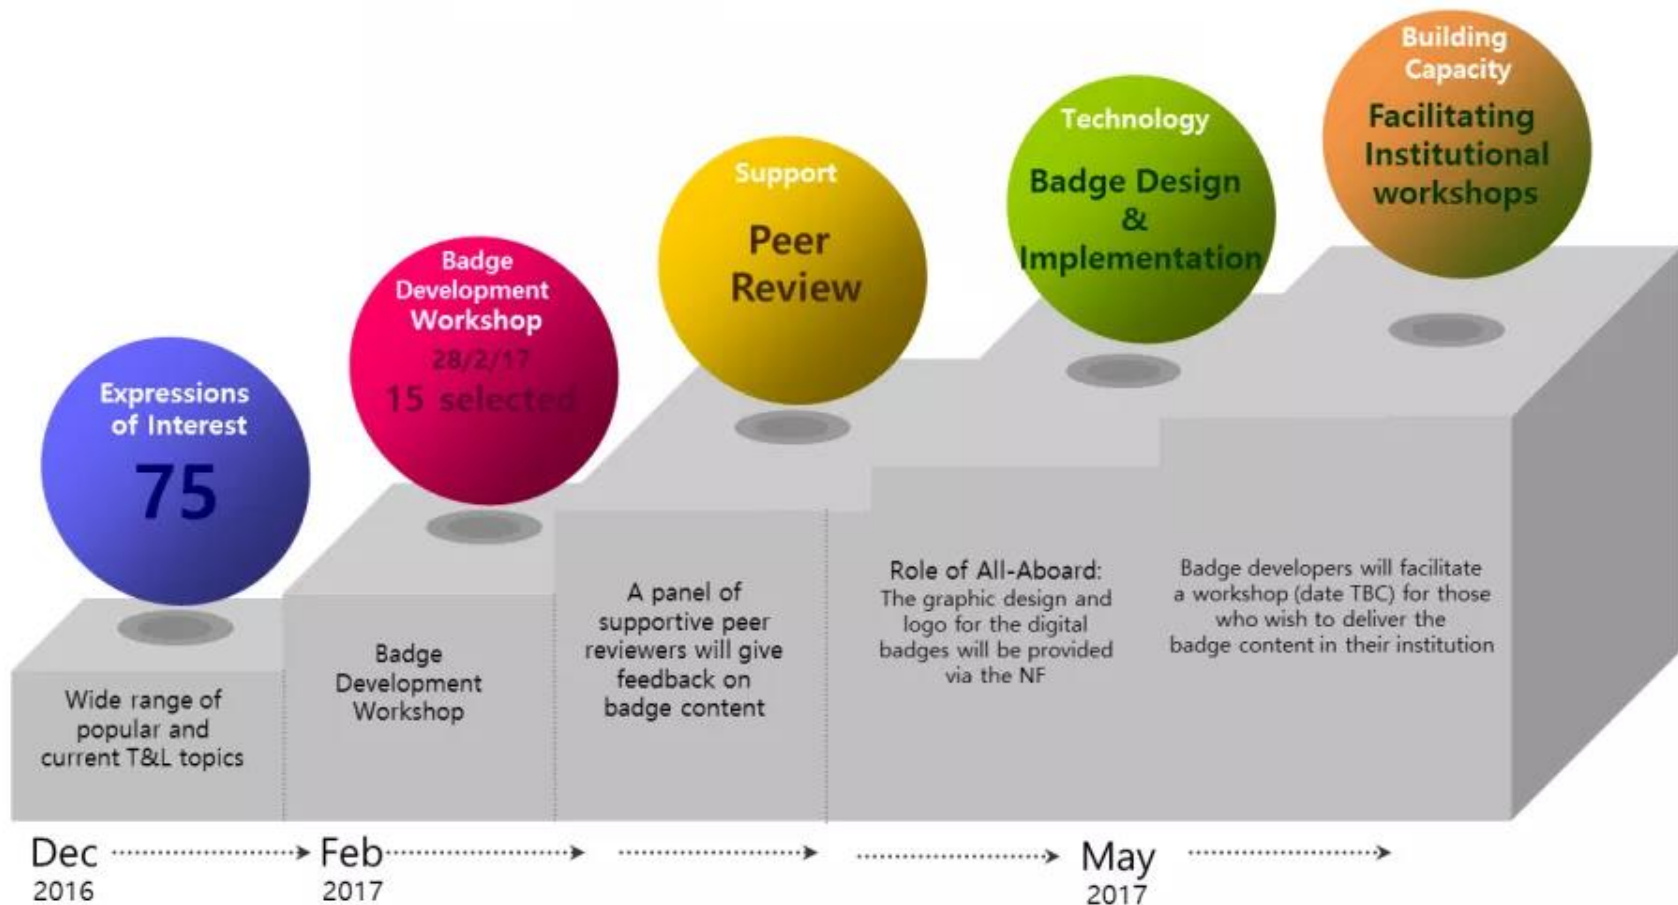 Expressions
of Interest
75
Badge
Development
Workshop
28/2/17
15 selected
Support
Peer
Review
Technology
Badge Design
&
Implementation
Building
Capacity
Facilitating
Institutional
workshops
Wide range of
popular and
current T&L topics
Badge
Development
Workshop
A panel of
supportive peer
reviewers will give
feedback on
badge content
Role of All-Aboard:
The graphic design and
logo for the digital
badges will be provided
via the NF
Badge developers will facilitate
a workshop (date TBC) for those
who wish to deliver the
badge content in their institution
Dec
2016
Feb
2017
May
2017